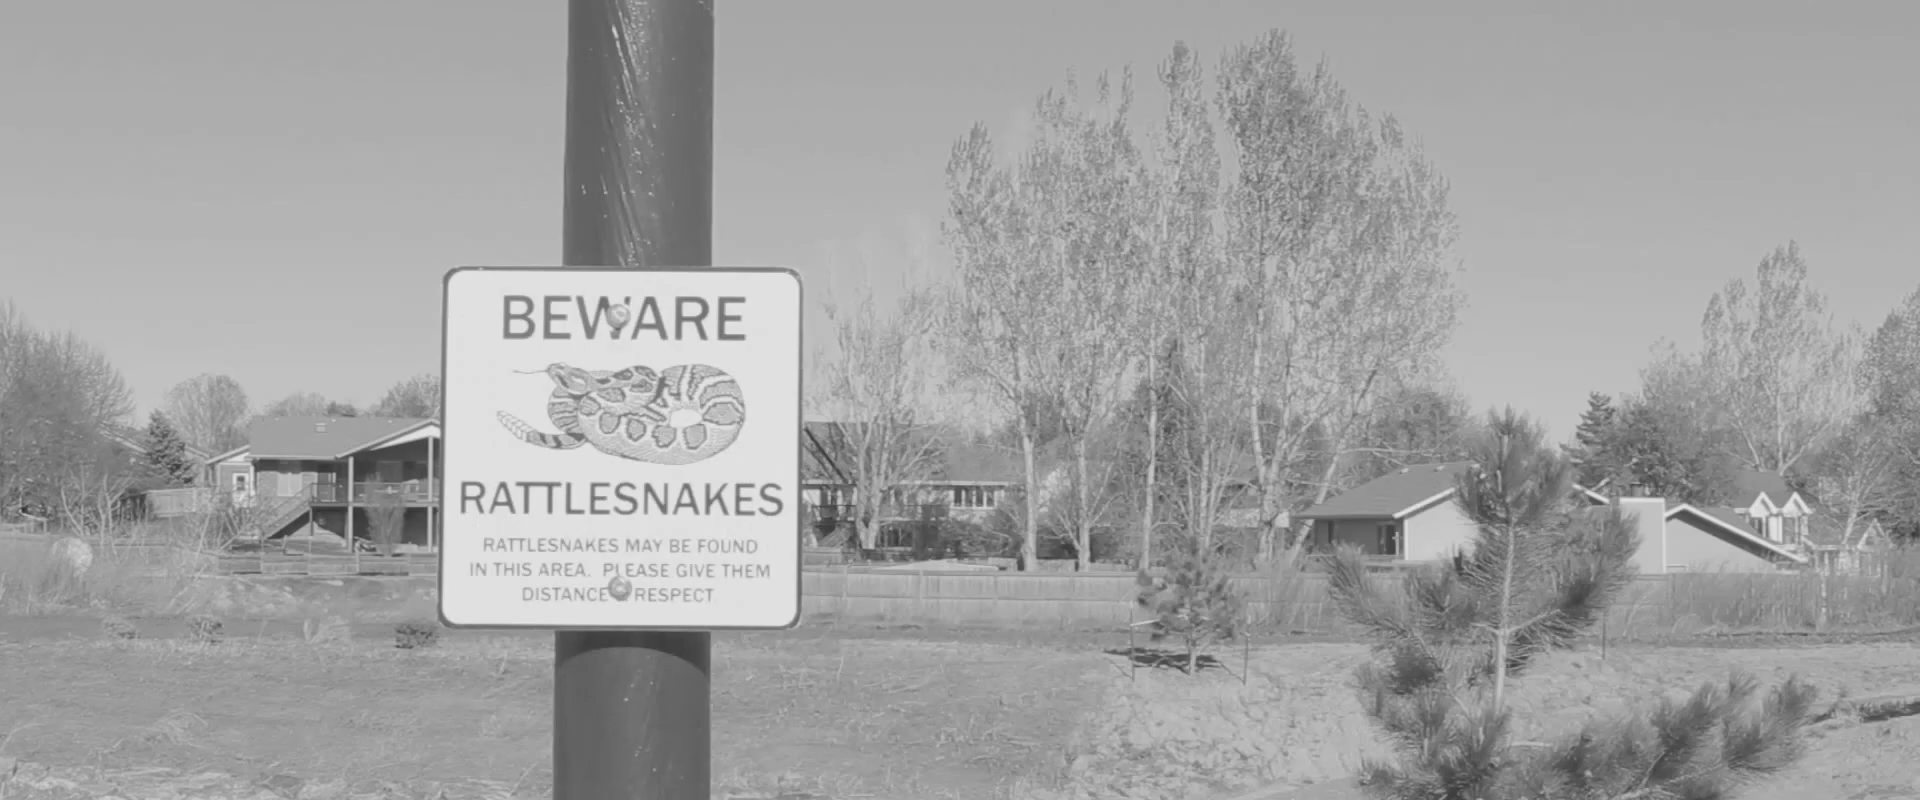 BEWARE
RATTLESNAKES
RATTLESNAKES MAY BE FOUND
IN THIS AREA. PLEASE GIVE THEM
DISTANCE RESPECT.